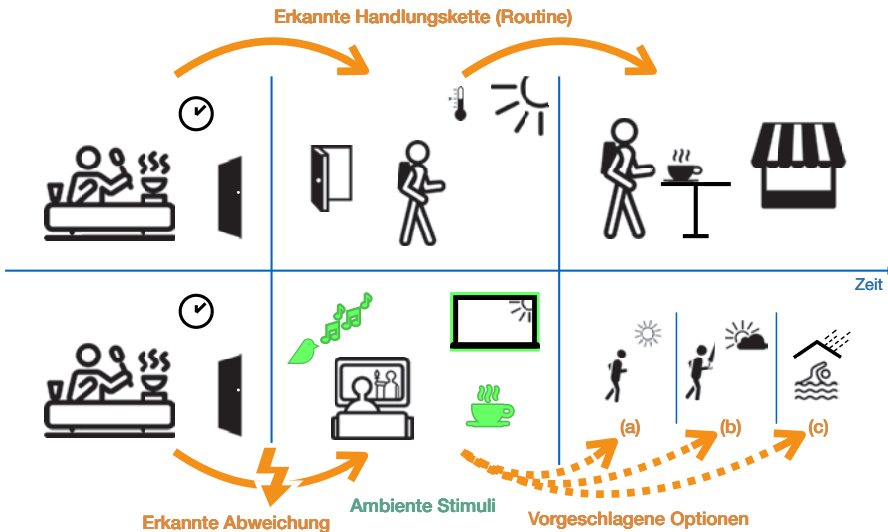 Erkannte Handlungskette (Routine)
Zeit
(a)
(b)
(c)
Ambiente Stimuli
Erkannte Abweichung
Vorgeschlagene Optionen